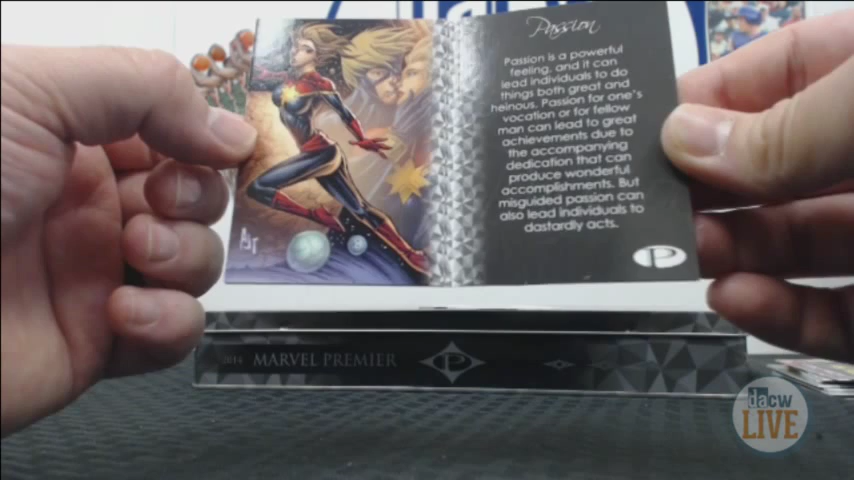 Passion
Passion is a powerful
feeling, and it can
lead individuals to do
things both great and
heinous. Passion for one's
vocation or for fellow
man can lead to great
achievements due to
the accompanying
dedication that can
produce wonderful
accomplishments. But
misguided passion can
also lead individuals to
dastardly acts.
P
2014 MARVEL PREMIER P
dacw
LIVE